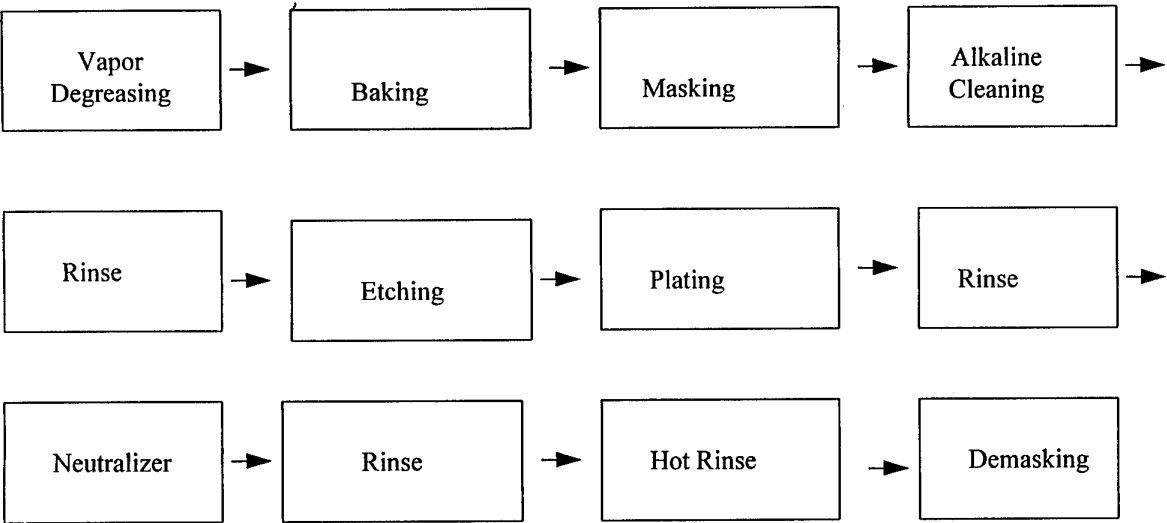 Vapor
Degreasing
Baking
Masking
Alkaline
Cleaning
Rinse
Etching
Plating
Rinse
Neutralizer
Rinse
Hot Rinse
Demasking